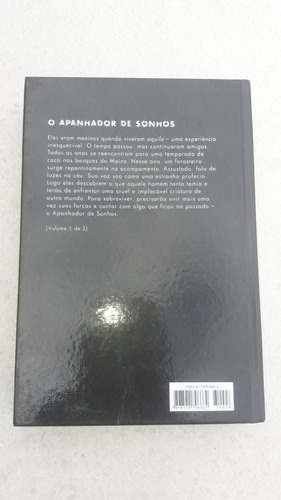 O APANHADOR DE SONHOS
Eles eram meninos quando viveram aquilo – uma experiência
inesquecível. O tempo passou, mas continuaram amigos.
Todos os anos se reencontram para uma temporada de
caça nos bosques do Maine. Nesse ano, um forasteiro
surge repentinamente no acampamento. Assustado, fala de
luzes no céu. Sua voz soa como uma estranha profecia.
Logo eles descobrem o que aquele homem tanto temia e
terão de enfrentar uma cruel e implacável criatura de
outro mundo. Para sobreviver, precisarão unir mais uma
vez suas forças e contar com algo que ficou no passado –
o Apanhador de Sonhos.
[Volume 1 de 2]